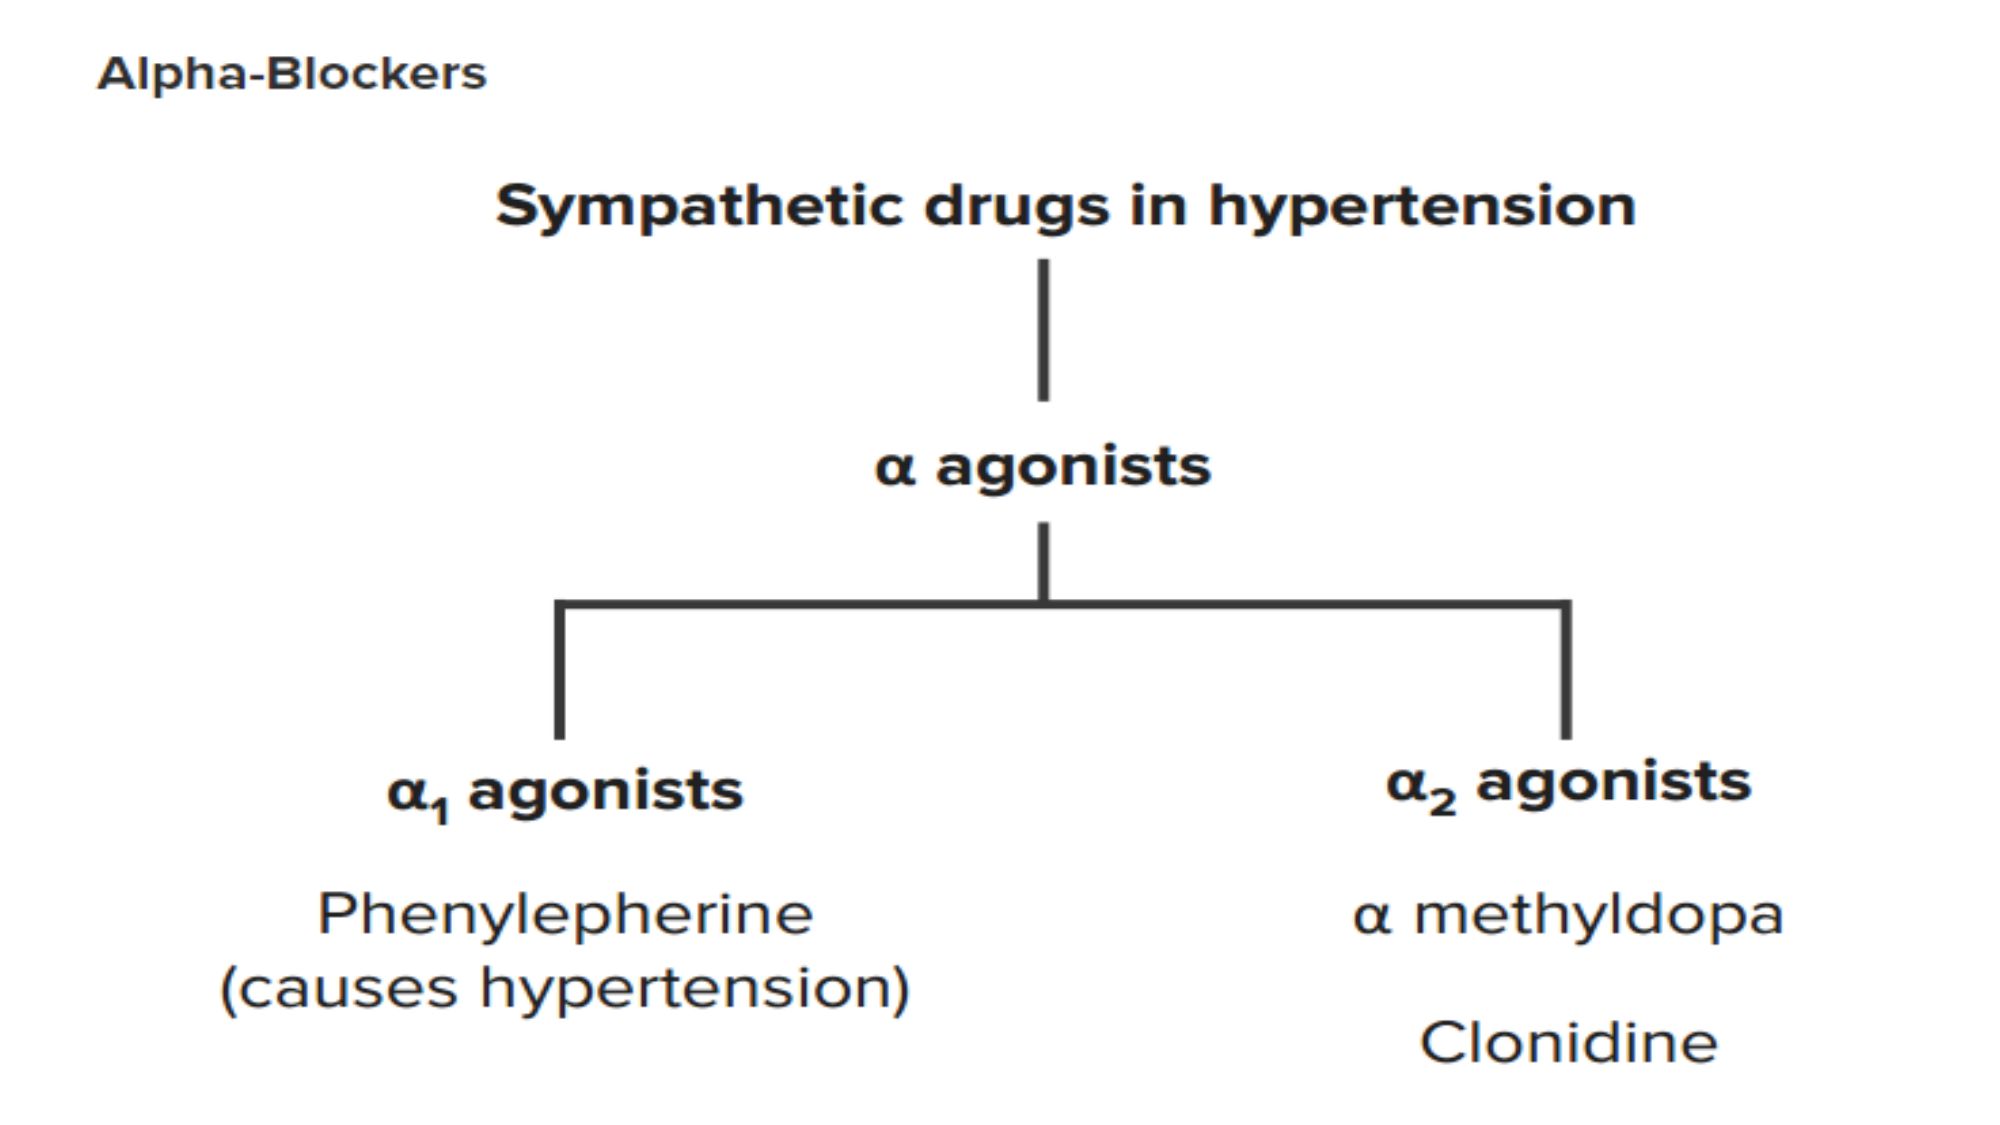 Alpha-Blockers
Sympathetic drugs in hypertension
α agonists
α₁ agonists
α₂ agonists
Phenylepherine
(causes hypertension)
α methyldopa
Clonidine